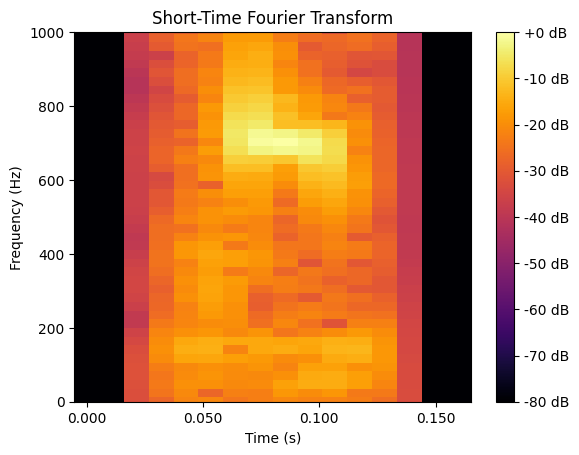 Short-Time Fourier Transform
1000
800
600
400
200
0
Frequency (Hz)
0.000
0.050
0.100
0.150
Time (s)
+0 dB
-10 dB
-20 dB
-30 dB
-40 dB
-50 dB
-60 dB
-70 dB
-80 dB